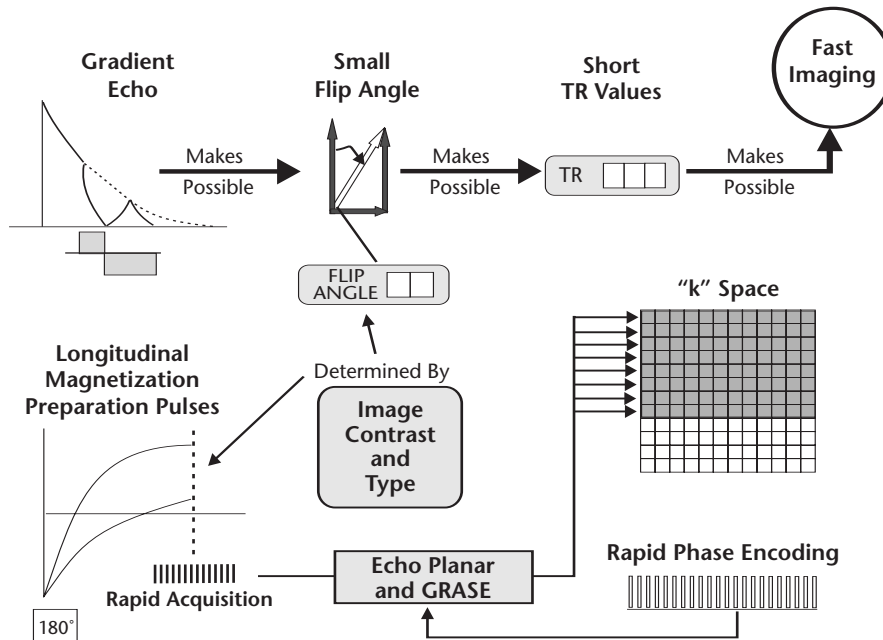 Gradient
Echo
Small
Flip Angle
Short
TR Values
Fast
Imaging
Makes
Possible
Makes
Possible
TR
Makes
Possible
FLIP
ANGLE
“k” Space
Longitudinal
Magnetization
Preparation Pulses
Determined By
Image
Contrast
and
Type
Rapid Acquisition
Echo Planar
and GRASE
Rapid Phase Encoding
180°